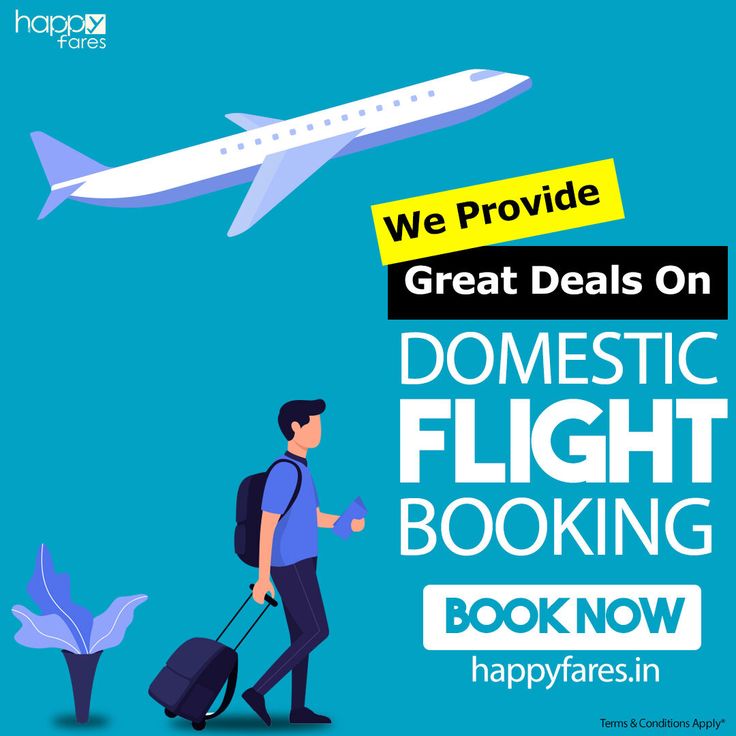 happy
fares
We Provide
Great Deals On
DOMESTIC
FLIGHT
BOOKING
BOOK NOW
happyfares.in
Terms & Conditions Apply*